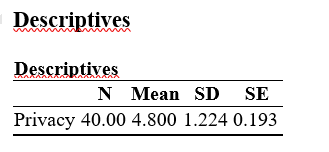 Descriptives
Descriptives
N Mean SD SE
Privacy 40.00 4.800 1.224 0.193